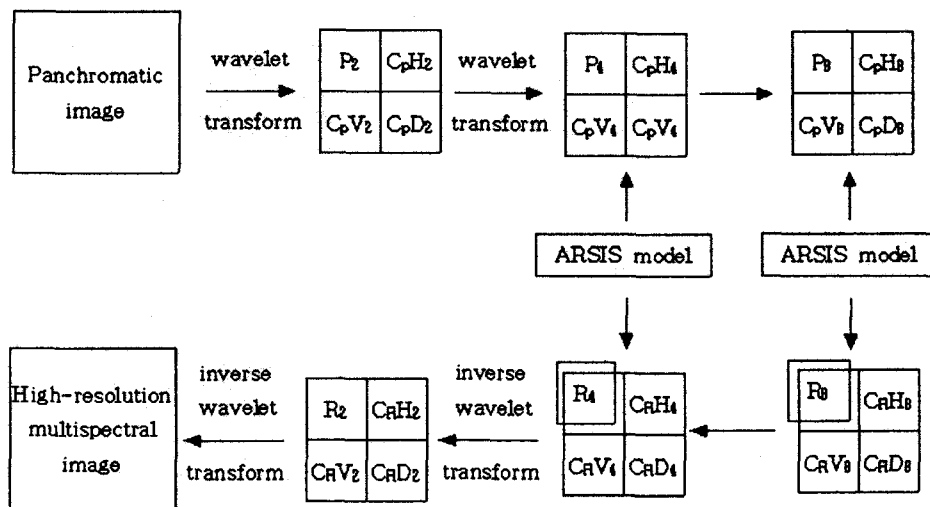 Panchromatic
image
wavelet
transform
P2 CpH2
CpV2 CpD2
wavelet
transform
P4 CpH4
CpV4 CpV4
P8 CpH8
CpV8 CpD8
ARSIS model
ARSIS model
High-resolution
multispectral
image
inverse
wavelet
transform
R2 CRH2
CRV2 CRD2
inverse
wavelet
transform
R4 CRH4
CRV4 CRD4
R8 CRH8
CRV8 CRD8